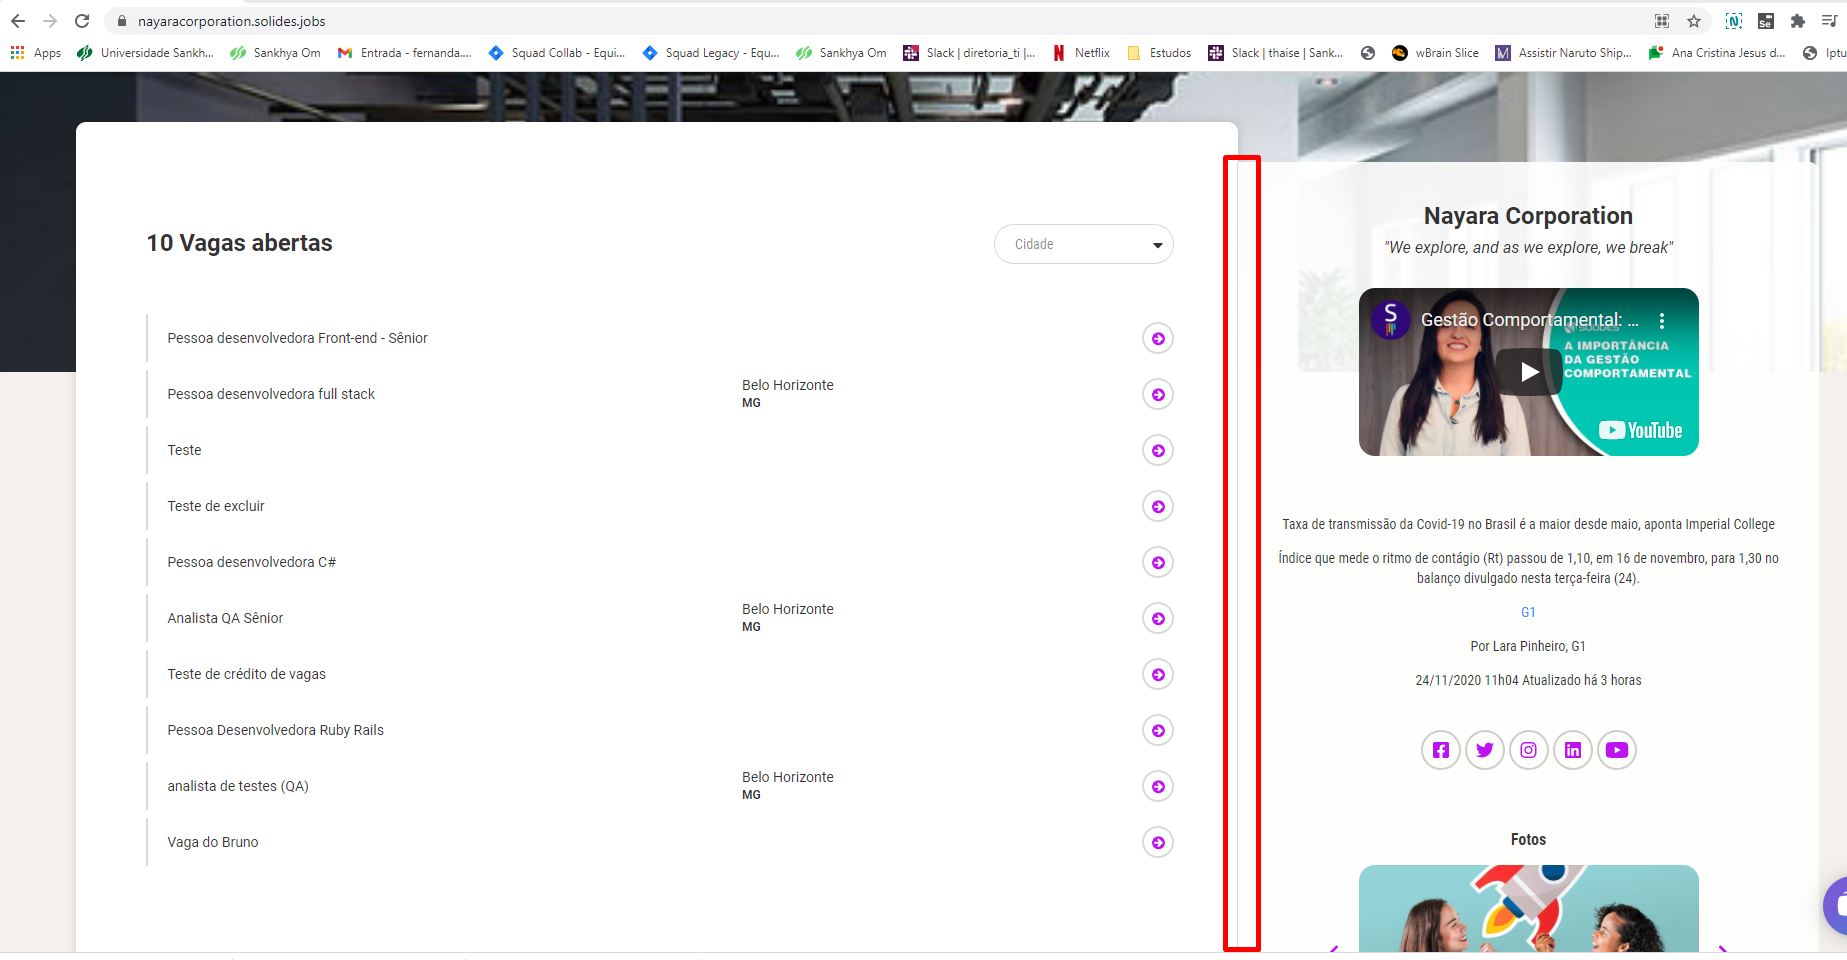 nayaracorporation.solides.jobs
Apps
Universidade Sankh...
Sankhya Om
Entrada - fernanda....
Squad Collab - Equi...
Squad Legacy - Equ...
Sankhya Om
Slack | diretoria_ti |...
Netflix
Estudos
Slack | thaise | Sank...
wBrain Slice
Assistir Naruto Ship...
Ana Cristina Jesus d...
Iptu
10 Vagas abertas
Cidade
Pessoa desenvolvedora Front-end - Sênior
Pessoa desenvolvedora full stack
Belo Horizonte
MG
Teste
Teste de excluir
Pessoa desenvolvedora C#
Analista QA Sênior
Belo Horizonte
MG
Teste de crédito de vagas
Pessoa Desenvolvedora Ruby Rails
analista de testes (QA)
Belo Horizonte
MG
Vaga do Bruno
Nayara Corporation
"We explore, and as we explore, we break"
S
Gestão Comportamental: ...
SÓLIDES
A IMPORTÂNCIA
DA GESTÃO
COMPORTAMENTAL
YouTube
Taxa de transmissão da Covid-19 no Brasil é a maior desde maio, aponta Imperial College
Índice que mede o ritmo de contágio (Rt) passou de 1,10, em 16 de novembro, para 1,30 no
balanço divulgado nesta terça-feira (24).
G1
Por Lara Pinheiro, G1
24/11/2020 11h04 Atualizado há 3 horas
Fotos